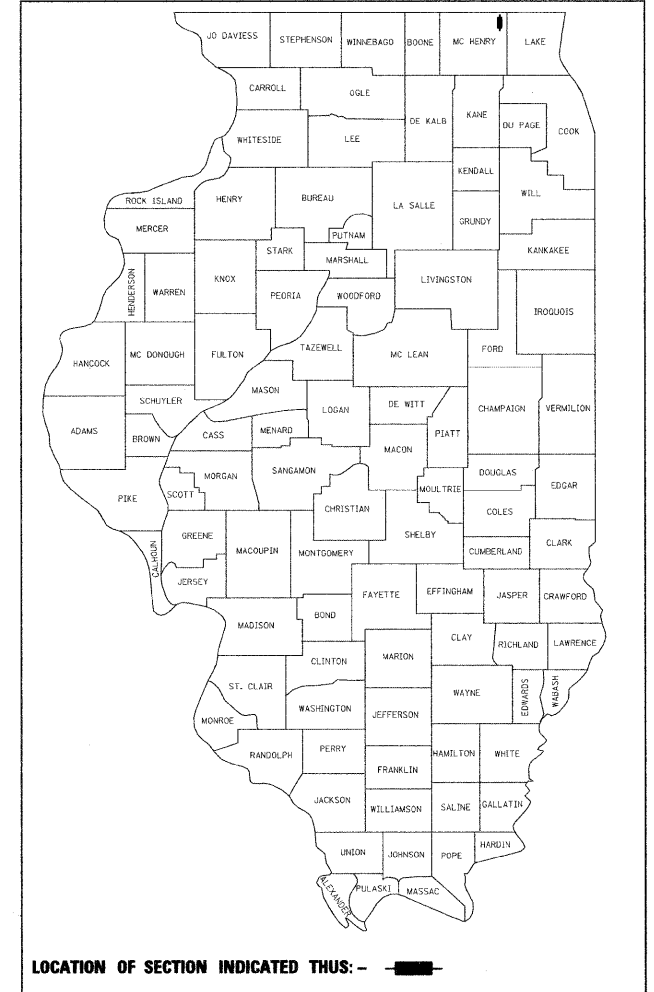 JO DAVIESS STEPHENSON WINNEBAGO BOONE MC HENRY LAKE
CARROLL OGLE DE KALB KANE DU PAGE COOK
WHITESIDE LEE
KENDALL WILL
ROCK ISLAND HENRY BUREAU LA SALLE GRUNDY
MERCER PUTNAM
STARK MARSHALL KANKAKEE
HENDERSON WARREN KNOX PEORIA WOODFORD LIVINGSTON IROQUOIS
HANCOCK MC DONOUGH FULTON TAZEWELL MC LEAN FORD
MASON
SCHUYLER LOGAN DE WITT CHAMPAIGN VERMILION
ADAMS BROWN CASS MENARD MACON PIATT
PIKE SCOTT MORGAN SANGAMON MOULTRIE DOUGLAS EDGAR
CHRISTIAN COLES
CALHOUN GREENE MACOUPIN MONTGOMERY SHELBY CUMBERLAND CLARK
JERSEY FAYETTE EFFINGHAM JASPER CRAWFORD
MADISON BOND
CLAY RICHLAND LAWRENCE
CLINTON MARION
ST. CLAIR WAYNE EDWARDS WABASH
MONROE WASHINGTON JEFFERSON
RANDOLPH PERRY HAMILTON WHITE
FRANKLIN
JACKSON WILLIAMSON SALINE GALLATIN
UNION JOHNSON POPE HARDIN
ALEXANDER PULASKI MASSAC
LOCATION OF SECTION INDICATED THUS: -